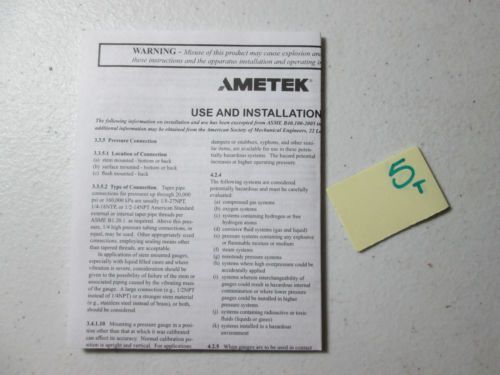 WARNING - Misuse of this product may cause explosion an
these instructions and the apparatus installation and operating i
AMETEK
USE AND INSTALLATION
The following information on installation and use has been excerpted from ASME B40.100-2005
additional information may be obtained from the American Society of Mechanical Engineers, 22 La
3.3.5 Pressure Connection
3.3.5.1 Location of Connection
(a) stem mounted - bottom or back
(b) surface mounted - bottom or back
(c) flush mounted - back
3.3.5.2 Type of Connection. Taper pipe
connections for pressures up through 20,000
psi or 160,000 kPa are usually 1/8-27NPT,
1/4-18NPT, or 1/2-14NPT American Standard
external or internal taper pipe threads per
ASME B1.20.1. as required. Above this pres-
sure, 1/4 high pressure tubing connections, or
equal, may be used. Other appropriately sized
connections, employing sealing means other
than tapered threads, are acceptable.
In applications of stem mounted gauges,
especially with liquid filled cases and where
vibration is severe, consideration should be
given to the possibility of failure of the stem or
associated piping caused by the vibrating mass
of the gauge. A large connection (e.g., 1/2NPT
instead of 1/4NPT) or a stronger stem material
(e.g., stainless steel instead of brass), or both,
should be considered.
3.4.1.10 Mounting a pressure gauge in a posi-
tion other than that at which it was calibrated
can affect its accuracy. Normal calibration po-
sition is upright and vertical. For applications
dampers or snubbers, syphons, and other simi-
lar items, are available for use in these poten-
tially hazardous systems. The hazard potential
increases at higher operating pressure.
4.2.4
The following systems are considered
potentially hazardous and must be carefully
evaluated:
(a) compressed gas systems
(b) oxygen systems
(c) systems containing hydrogen or free
hydrogen atoms
(d) corrosive fluid systems (gas and liquid)
(e) pressure systems containing any explosive
or flammable mixture or medium
(f) steam systems
(g) nonsteady pressure systems
(h) systems where high overpressure could be
accidentally applied
(i) systems wherein interchangeability of
gauges could result in hazardous internal
contamination or where lower pressure
gauges could be installed in higher
pressure systems
(j) systems containing radioactive or toxic
fluids (liquids or gases)
(k) systems installed in a hazardous
environment
4.2.5 When gauges are to be used in contact
5T